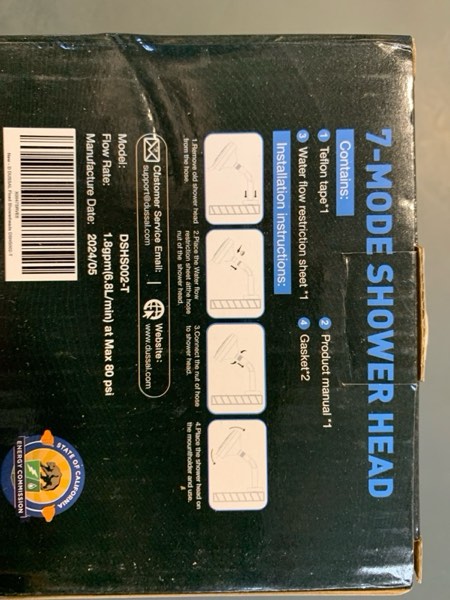 7-MODE SHOWER HEAD
Contains:
1 Teflon tape*1
2 Product manual *1
3 Water flow restriction sheet *1
4 Gasket*2
Installation instructions:
1.Remove old shower head
from the hose.
2.Place the Water flow
restriction sheet atthe hose
nut of the shower head.
3.Connect the nut of hose
to shower head.
4.Place the shower head on
the mountholder and use.
Customer Service Email:
support@dussal.com
Website:
www.dussal.com
Model: DSHS002-T
Flow Rate: 1.8gpm(6.8L/min) at Max 80 psi
Manufacture Date: 2024/05
STATE OF CALIFORNIA
ENERGY COMMISSION